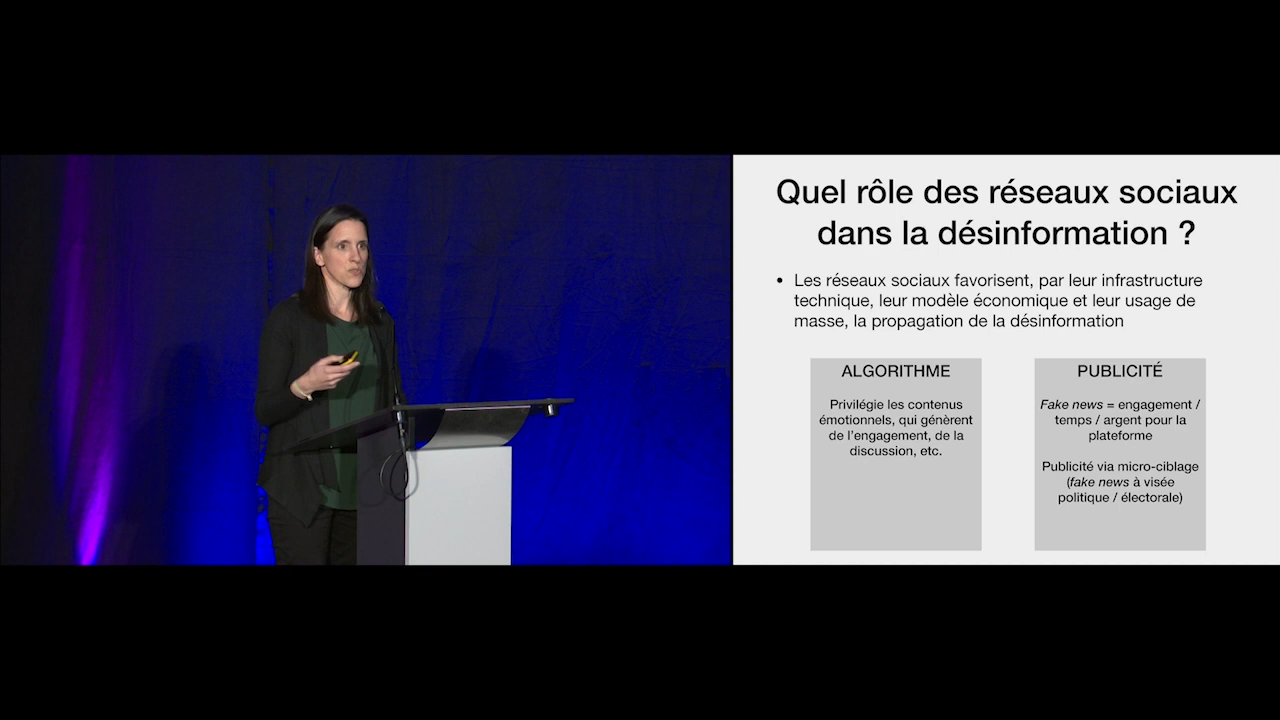 Quel rôle des réseaux sociaux
dans la désinformation ?
• Les réseaux sociaux favorisent, par leur infrastructure
technique, leur modèle économique et leur usage de
masse, la propagation de la désinformation
ALGORITHME
Privilégie les contenus
émotionnels, qui génèrent
de l'engagement, de la
discussion, etc.
PUBLICITÉ
Fake news = engagement /
temps / argent pour la
plateforme
Publicité via micro-ciblage
(fake news à visée
politique / électorale)